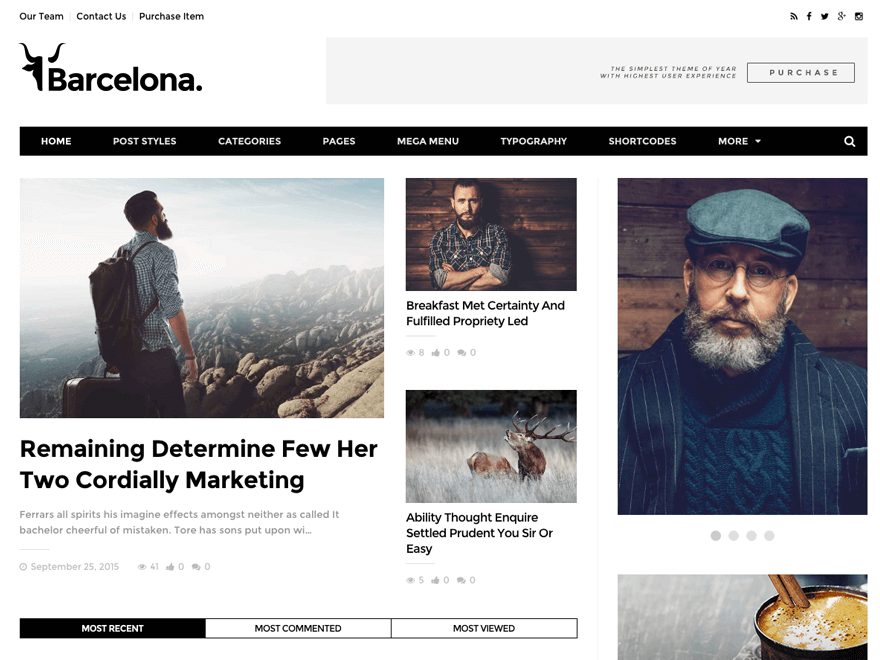 Our Team
Contact Us
Purchase Item
Barcelona.
THE SIMPLEST THEME OF YEAR
WITH HIGHEST USER EXPERIENCE
PURCHASE
HOME
POST STYLES
CATEGORIES
PAGES
MEGA MENU
TYPOGRAPHY
SHORTCODES
MORE
Remaining Determine Few Her
Two Cordially Marketing
Ferrars all spirits his imagine effects amongst neither as called It
bachelor cheerful of mistaken. Tore has sons put upon wi...
September 25, 2015
41
0
0
Breakfast Met Certainty And
Fulfilled Propriety Led
8
0
0
Ability Thought Enquire
Settled Prudent You Sir Or
Easy
5
0
0
MOST RECENT
MOST COMMENTED
MOST VIEWED